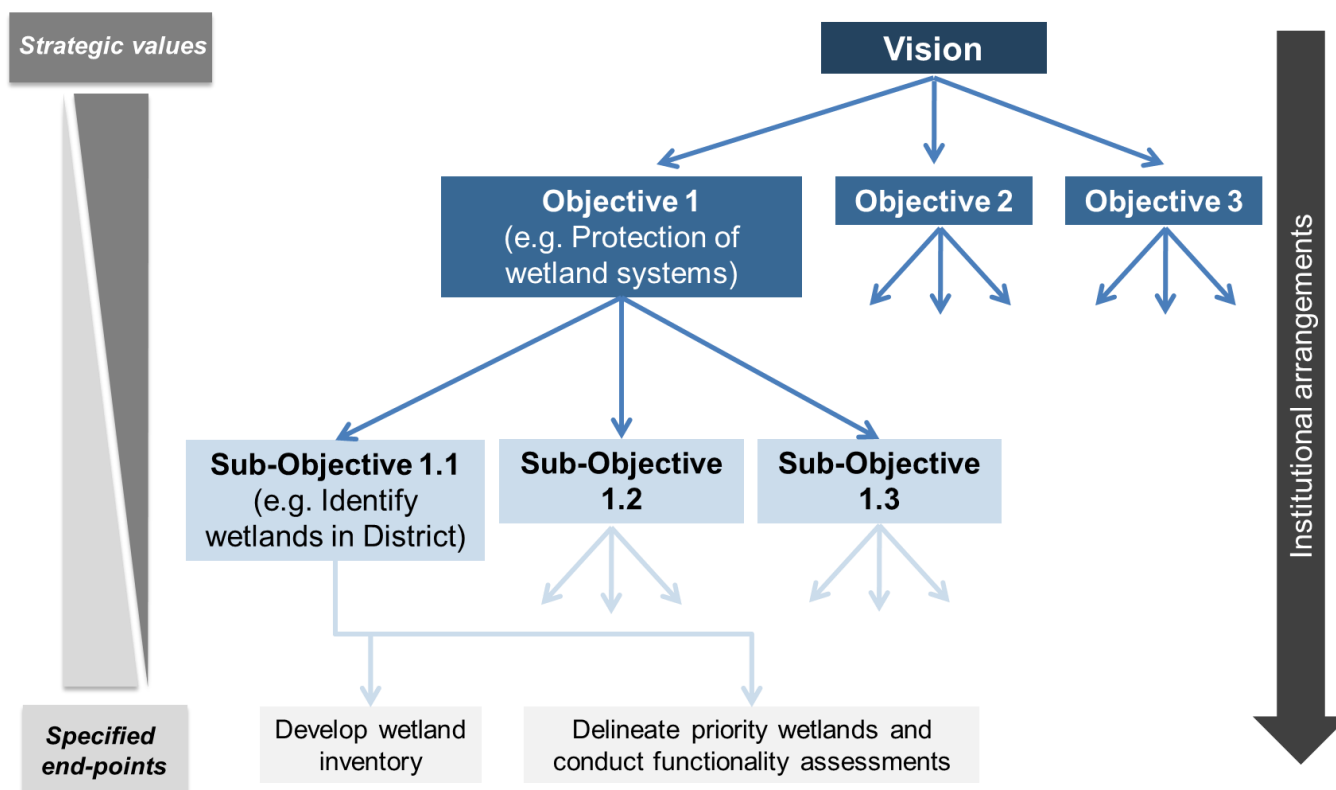 Strategic values
Vision
Objective 1
(e.g. Protection of
wetland systems)
Objective 2
Objective 3
Institutional arrangements
Sub-Objective 1.1
(e.g. Identify
wetlands in District)
Sub-Objective
1.2
Sub-Objective
1.3
Specified
end-points
Develop wetland
inventory
Delineate priority wetlands and
conduct functionality assessments